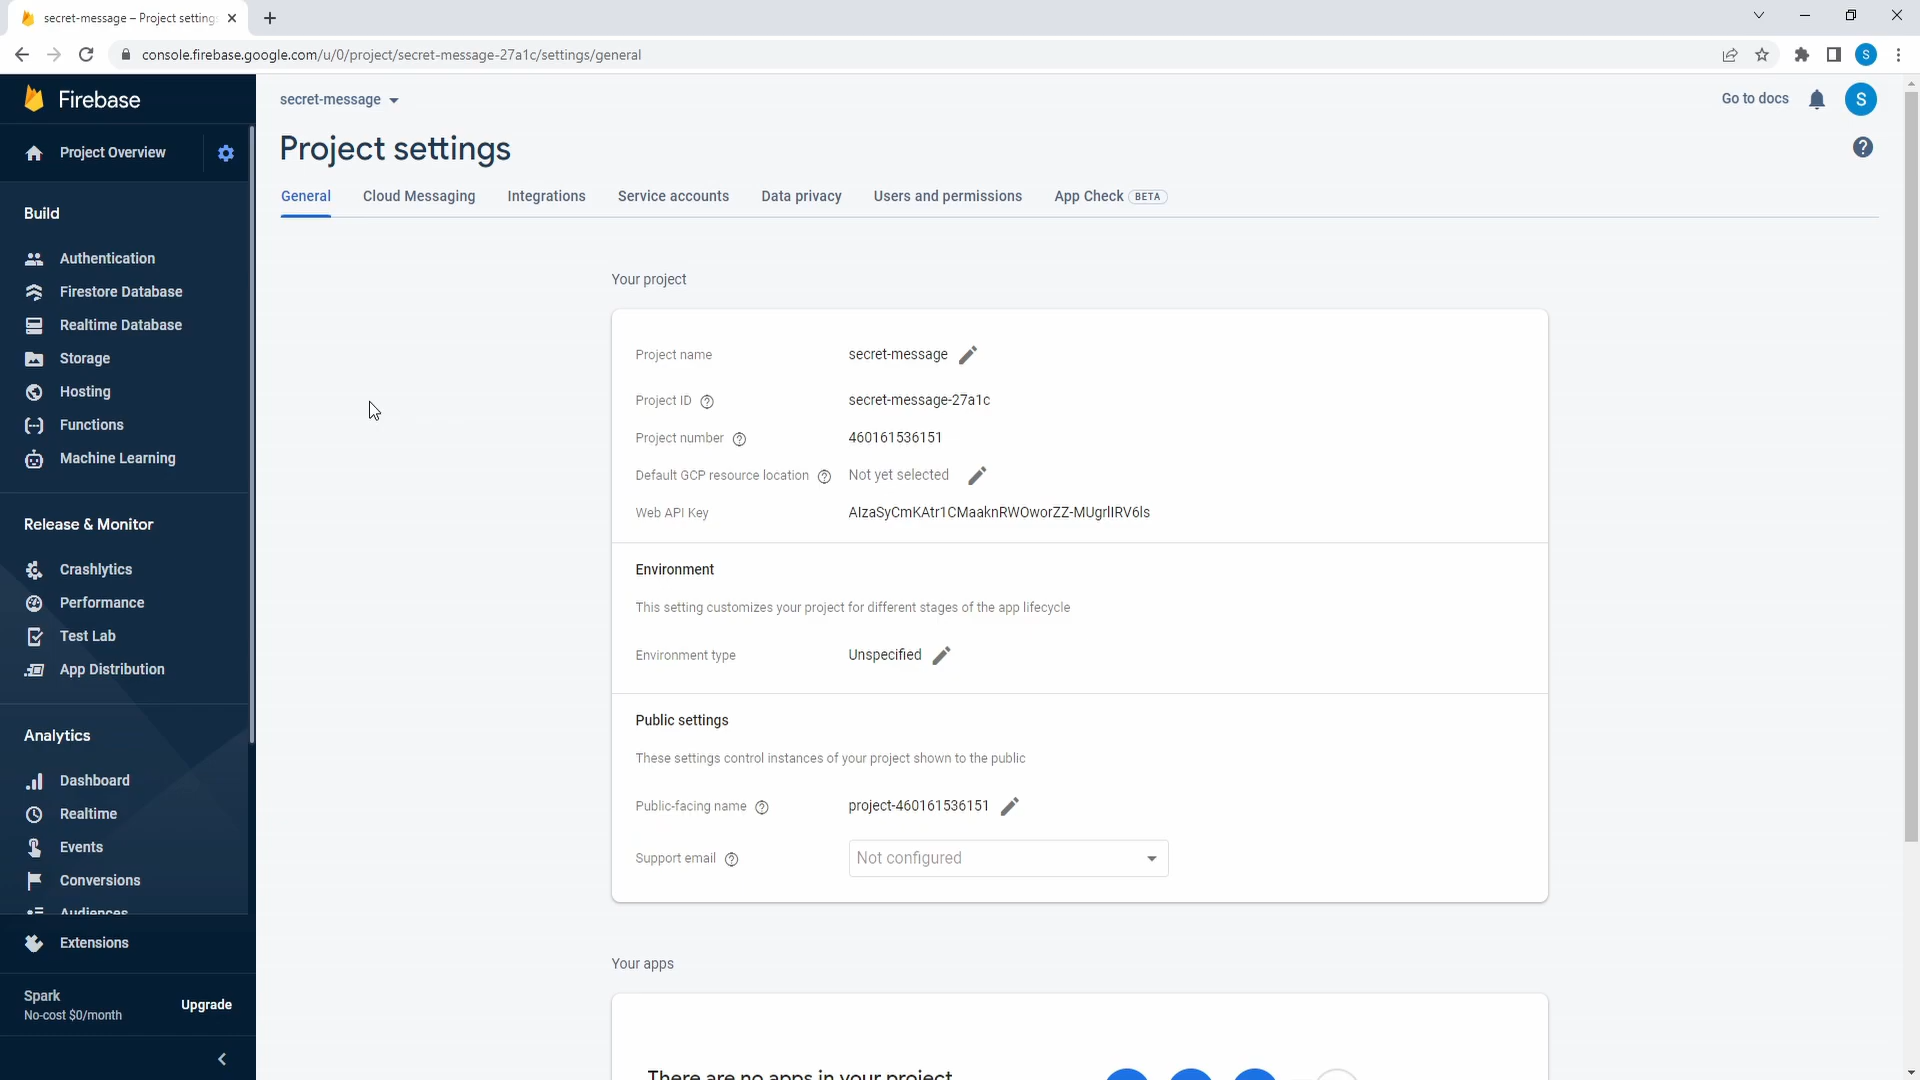 secret-message – Project setting
console.firebase.google.com/u/0/project/secret-message-27a1c/settings/general
S
Firebase
secret-message
Go to docs
S
Project Overview
Project settings
General
Cloud Messaging
Integrations
Service accounts
Data privacy
Users and permissions
App Check BETA
Build
Authentication
Firestore Database
Realtime Database
Storage
Hosting
Functions
Machine Learning
Release & Monitor
Crashlytics
Performance
Test Lab
App Distribution
Analytics
Dashboard
Realtime
Events
Conversions
Audiences
Extensions
Spark
No-cost $0/month
Upgrade
Your project
Project name secret-message
Project ID secret-message-27a1c
Project number 460161536151
Default GCP resource location Not yet selected
Web API Key
Environment
This setting customizes your project for different stages of the app lifecycle
Environment type Unspecified
Public settings
These settings control instances of your project shown to the public
Public-facing name project-460161536151
Support email Not configured
Your apps
There are no apps in your project